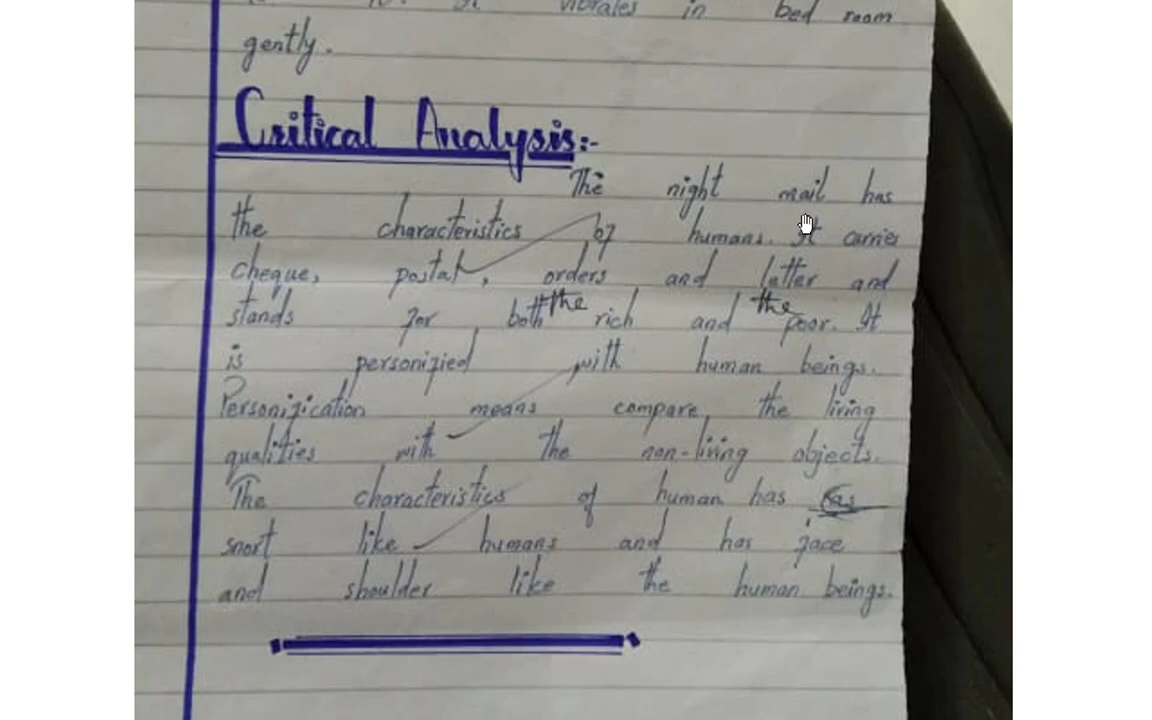 vibrates in bed room
gently.
Critical Analysis:-
The night mail has
the characteristics of humans. It carries
cheque, postal, orders and latter and
stands for both the rich and the poor. It
is personified with human beings.
Personification means compare the living
qualities with the non-living objects.
The characteristics of human has
snort like humans and has face
and shoulder like the human beings.